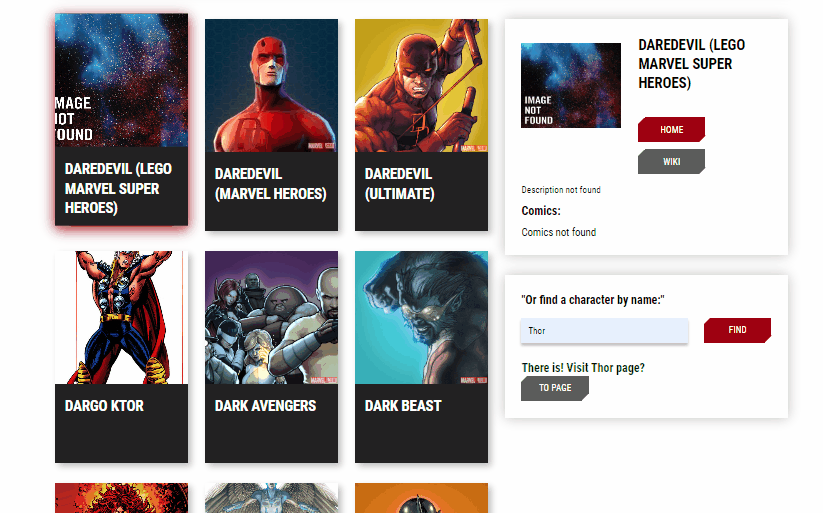 IMAGE
NOT
FOUND
DAREDEVIL (LEGO
MARVEL SUPER
HEROES)
DAREDEVIL
(MARVEL HEROES)
DAREDEVIL
(ULTIMATE)
DARGO KTOR
DARK AVENGERS
DARK BEAST
IMAGE
NOT
FOUND
DAREDEVIL (LEGO
MARVEL SUPER
HEROES)
HOME
WIKI
Description not found
Comics:
Comics not found
"Or find a character by name:"
Thor
FIND
There is! Visit Thor page?
TO PAGE